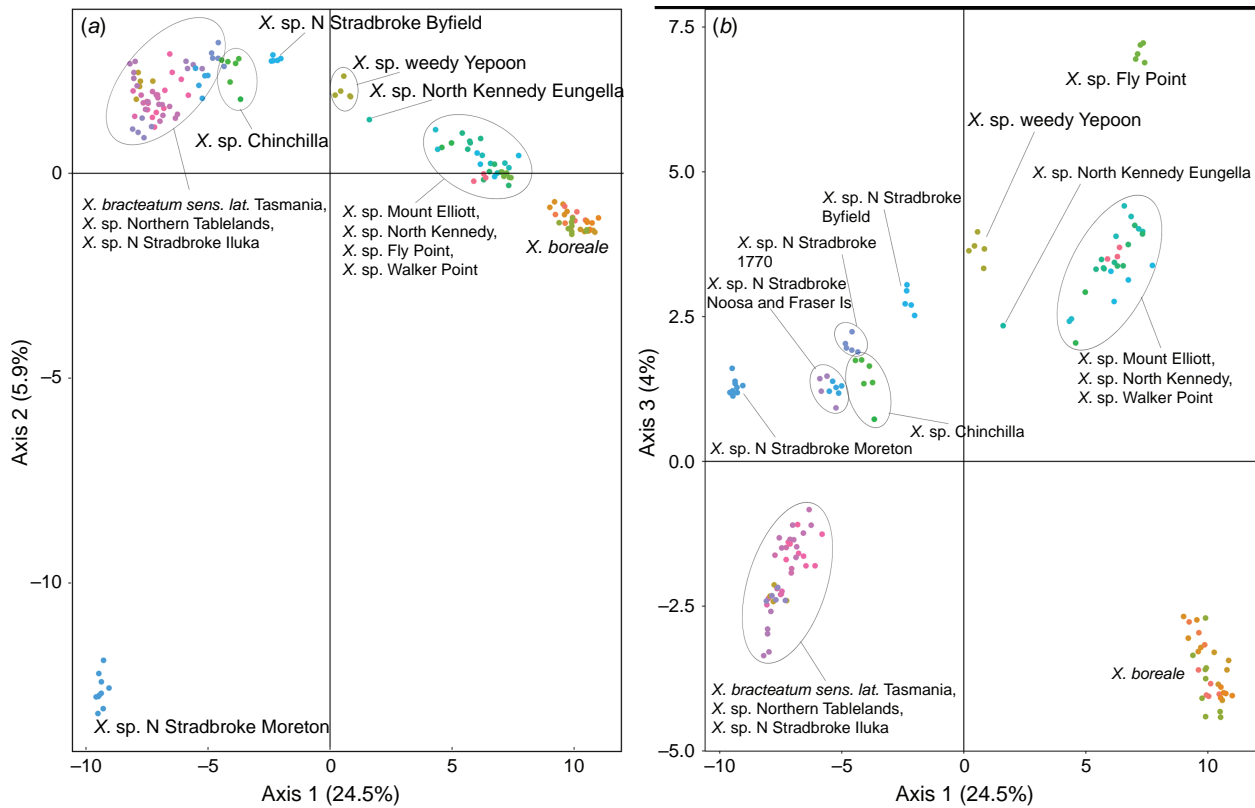 (a)
X. sp. N Stradbroke Byfield
X. sp. weedy Yepoon
X. sp. North Kennedy Eungella
X. sp. Chinchilla
X. bracteatum sens. lat. Tasmania,
X. sp. Northern Tablelands,
X. sp. N Stradbroke Iluka
X. sp. Mount Elliott,
X. sp. North Kennedy,
X. sp. Fly Point,
X. sp. Walker Point
X. boreale
X. sp. N Stradbroke Moreton
0
–5
–10
Axis 2 (5.9%)
–10
–5
0
5
10
Axis 1 (24.5%)
(b)
X. sp. Fly Point
X. sp. weedy Yepoon
X. sp. North Kennedy Eungella
X. sp. N Stradbroke
Byfield
X. sp. N Stradbroke
1770
X. sp. N Stradbroke
Noosa and Fraser Is
X. sp. Mount Elliott,
X. sp. North Kennedy,
X. sp. Walker Point
X. sp. Chinchilla
X. sp. N Stradbroke Moreton
X. bracteatum sens. lat. Tasmania,
X. sp. Northern Tablelands,
X. sp. N Stradbroke Iluka
X. boreale
7.5
5.0
2.5
0.0
–2.5
–5.0
Axis 3 (4%)
–10
–5
0
5
10
Axis 1 (24.5%)